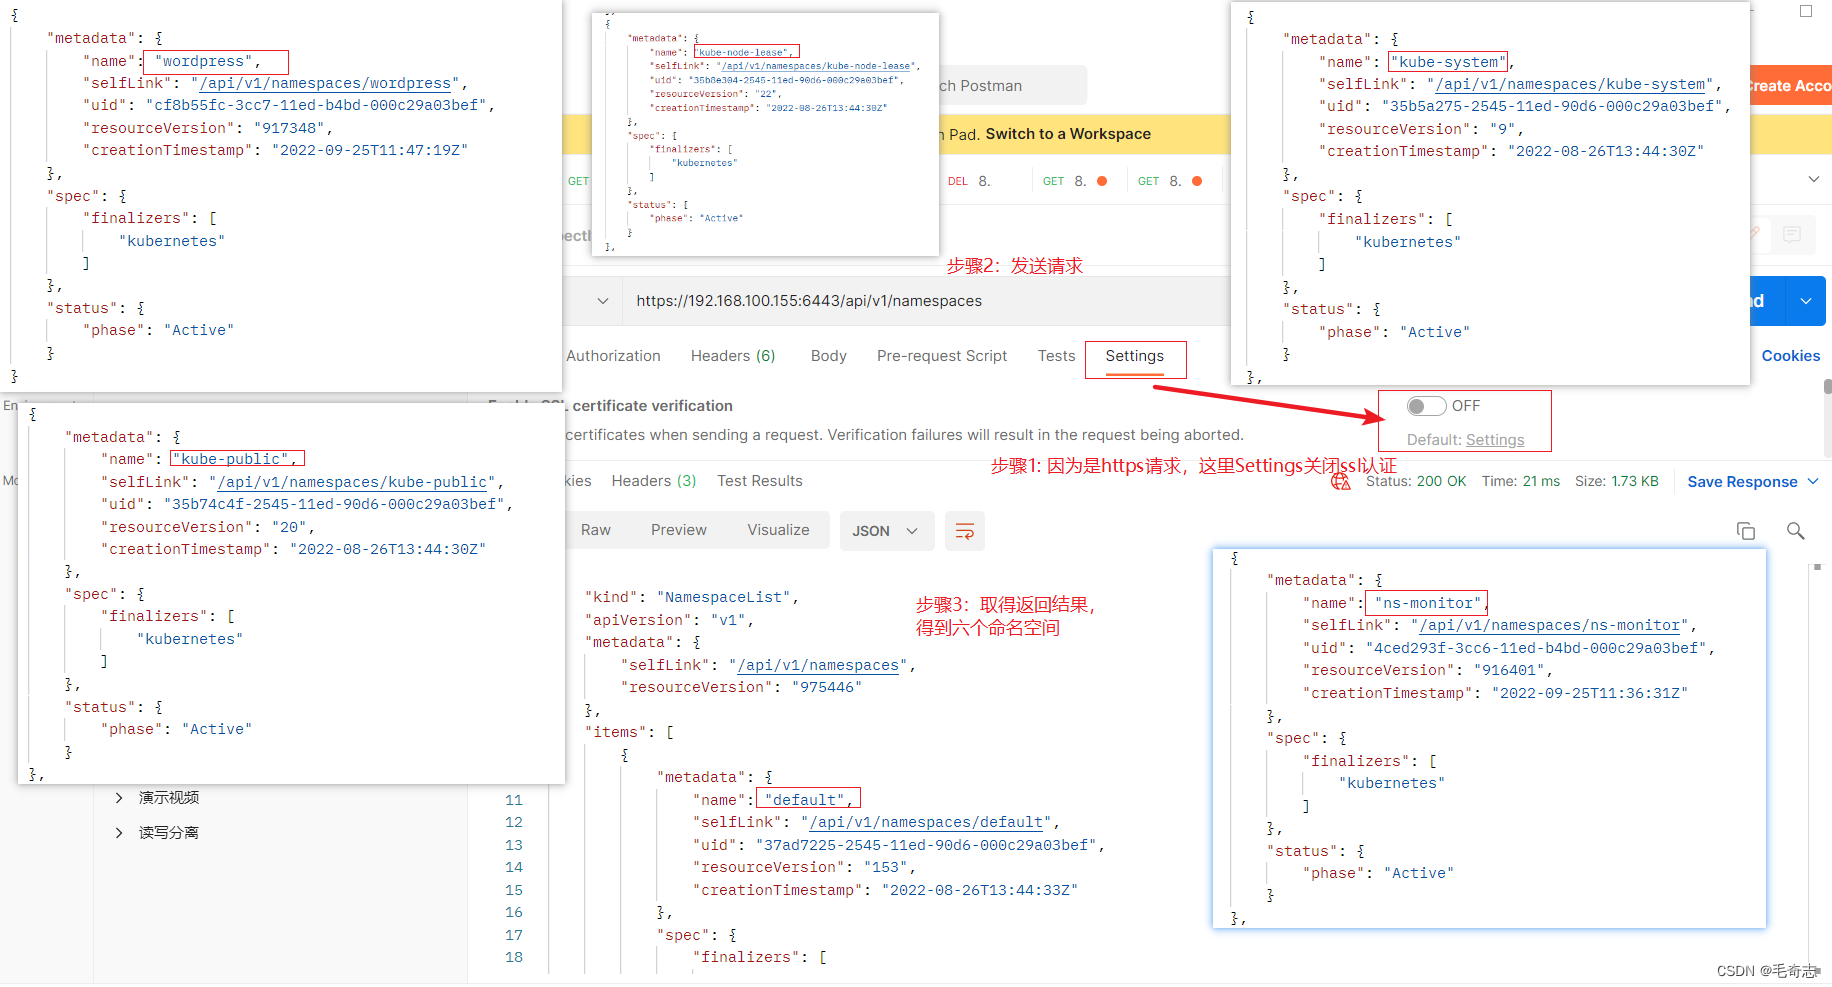 {
"metadata": {
"name": "wordpress",
"selfLink": "/api/v1/namespaces/wordpress",
"uid": "cf8b55fc-3cc7-11ed-b4bd-000c29a03bef",
"resourceVersion": "917348",
"creationTimestamp": "2022-09-25T11:47:19Z"
},
"spec": {
"finalizers": [
"kubernetes"
]
},
"status": {
"phase": "Active"
}
}
{
"metadata": {
"name": "kube-node-lease",
"selfLink": "/api/v1/namespaces/kube-node-lease",
"uid": "35b8e304-2545-11ed-90d6-000c29a03bef",
"resourceVersion": "22",
"creationTimestamp": "2022-08-26T13:44:30Z"
},
"spec": [
"finalizers": [
"kubernetes"
]
},
"status": [
"phase": "Active"
}
},
{
"metadata": {
"name": "kube-system",
"selfLink": "/api/v1/namespaces/kube-system",
"uid": "35b5a275-2545-11ed-90d6-000c29a03bef",
"resourceVersion": "9",
"creationTimestamp": "2022-08-26T13:44:30Z"
},
"spec": {
"finalizers": [
"kubernetes"
]
},
"status": {
"phase": "Active"
}
},
ch Postman
Create Acco
Pad. Switch to a Workspace
GET
DEL 8.
GET 8.
GET 8.
步骤2：发送请求
https://192.168.100.155:6443/api/v1/namespaces
nd
Authorization Headers (6) Body Pre-request Script Tests Settings Cookies
certificate verification
OFF
certificates when sending a request. Verification failures will result in the request being aborted.
Default: Settings
步骤1: 因为是https请求，这里Settings关闭ssl认证
kies Headers (3) Test Results
Status: 200 OK Time: 21 ms Size: 1.73 KB Save Response
Raw Preview Visualize JSON
{
"metadata": {
"name": "kube-public",
"selfLink": "/api/v1/namespaces/kube-public",
"uid": "35b74c4f-2545-11ed-90d6-000c29a03bef",
"resourceVersion": "20",
"creationTimestamp": "2022-08-26T13:44:30Z"
},
"spec": {
"finalizers": [
"kubernetes"
]
},
"status": {
"phase": "Active"
}
},
演示视频
读写分离
"kind": "NamespaceList",
"apiVersion": "v1",
"metadata": {
"selfLink": "/api/v1/namespaces",
"resourceVersion": "975446"
},
"items": [
{
"metadata": {
11 "name": "default",
12 "selfLink": "/api/v1/namespaces/default",
13 "uid": "37ad7225-2545-11ed-90d6-000c29a03bef",
14 "resourceVersion": "153",
15 "creationTimestamp": "2022-08-26T13:44:33Z"
16 },
17 "spec": {
18 "finalizers": [
步骤3：取得返回结果，
得到六个命名空间
{
"metadata": {
"name": "ns-monitor",
"selfLink": "/api/v1/namespaces/ns-monitor",
"uid": "4ced293f-3cc6-11ed-b4bd-000c29a03bef",
"resourceVersion": "916401",
"creationTimestamp": "2022-09-25T11:36:31Z"
},
"spec": {
"finalizers": [
"kubernetes"
]
},
"status": {
"phase": "Active"
}
},
CSDN @毛奇志